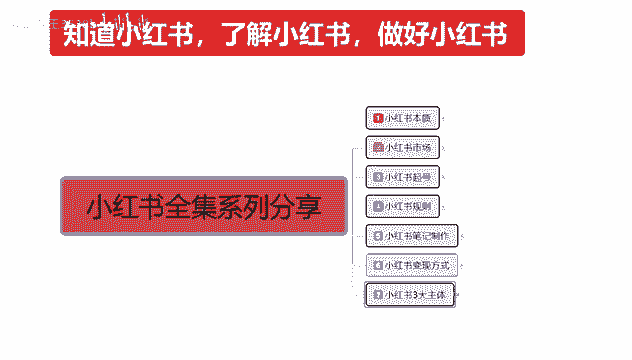 知道小红书，了解小红书，做好小红书
小红书全集系列分享
1 小红书本质
小红书市场
3 小红书起号
4 小红书规则
5 小红书笔记制作
6 小红书变现方式
7 小红书3大主体